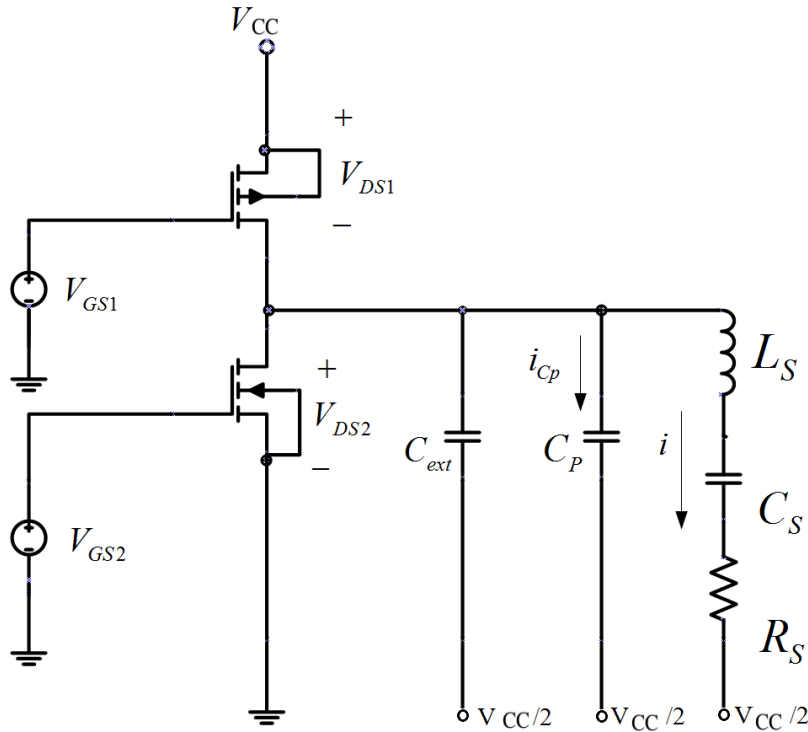 V_CC
+
V_DS1
−
V_GS1
+
V_DS2
−
V_GS2
C_ext
i_Cp
C_P
i
L_S
C_S
R_S
V_CC/2
V_CC/2
V_CC/2